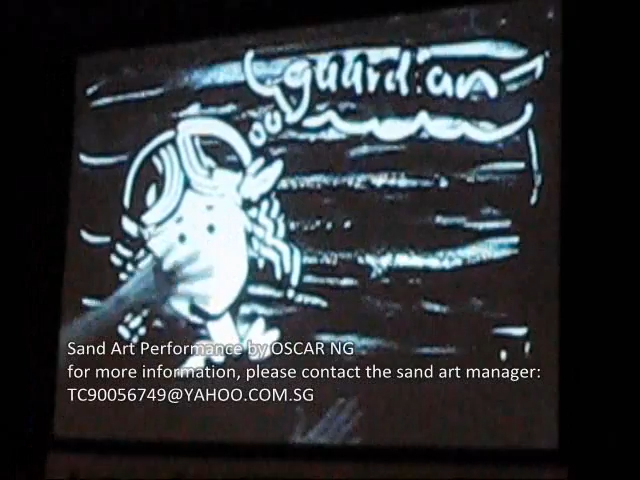 guardian
Sand Art Performance by OSCAR NG
for more information, please contact the sand art manager:
TC90056749@YAHOO.COM.SG